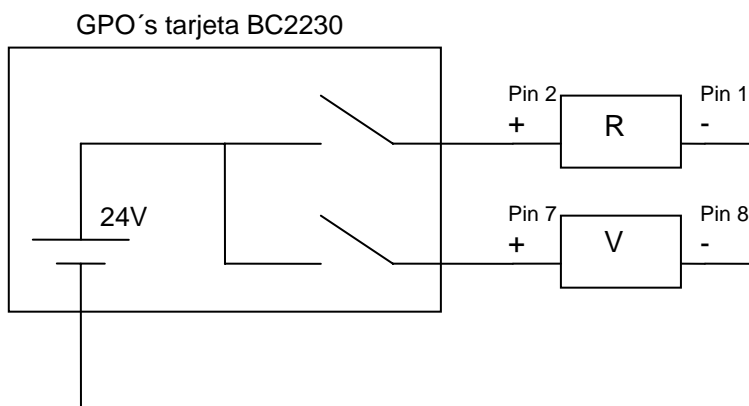 GPO´s tarjeta BC2230
Pin 2 Pin 1
+ R -
24V
Pin 7 Pin 8
+ V -